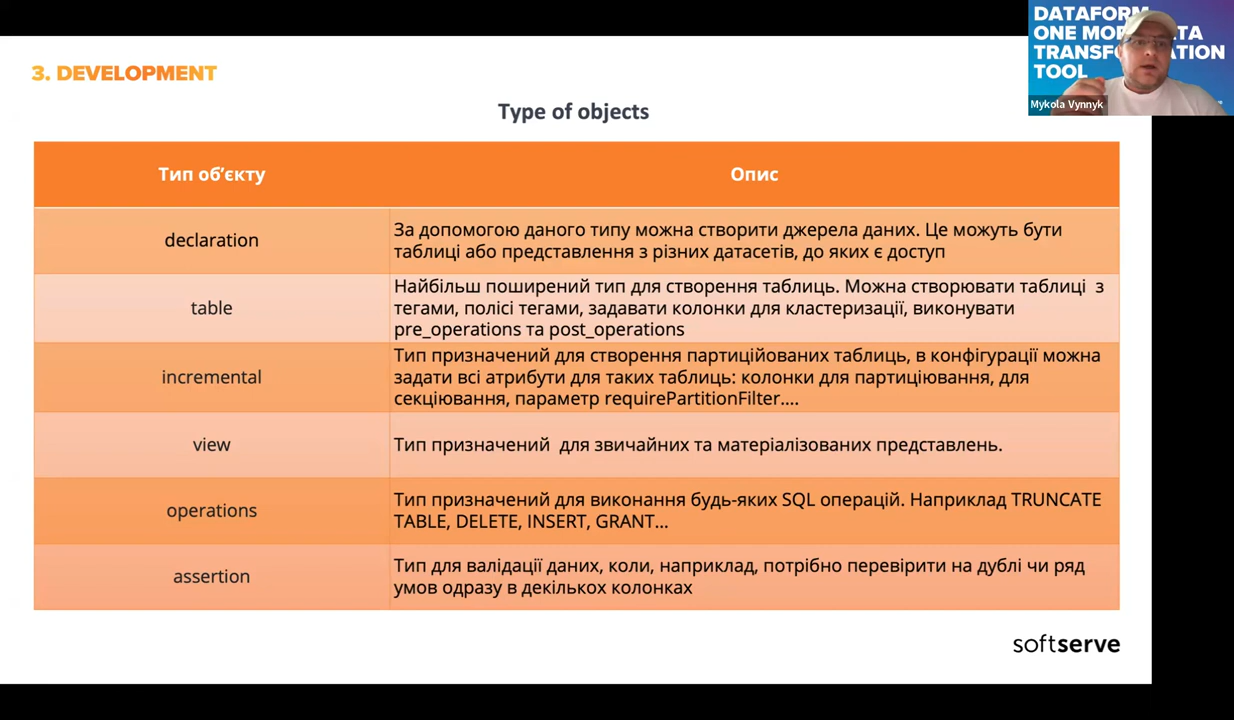 DATAFORM
ONE MORE DATA
TRANSFORMATION
TOOL
Mykola Vynnyk
3. DEVELOPMENT
Type of objects
Тип об’єкту
Опис
declaration
За допомогою даного типу можна створити джерела даних. Це можуть бути
таблиці або представлення з різних датасетів, до яких є доступ
table
Найбільш поширений тип для створення таблиць. Можна створювати таблиці з
тегами, полісі тегами, задавати колонки для кластеризації, виконувати
pre_operations та post_operations
incremental
Тип призначений для створення партиційованих таблиць, в конфігурації можна
задати всі атрибути для таких таблиць: колонки для партиціювання, для
секціювання, параметр requirePartitionFilter....
view
Тип призначений для звичайних та матеріалізованих представлень.
operations
Тип призначений для виконання будь-яких SQL операцій. Наприклад TRUNCATE
TABLE, DELETE, INSERT, GRANT...
assertion
Тип для валідації даних, коли, наприклад, потрібно перевірити на дублі чи ряд
умов одразу в декількох колонках
softserve